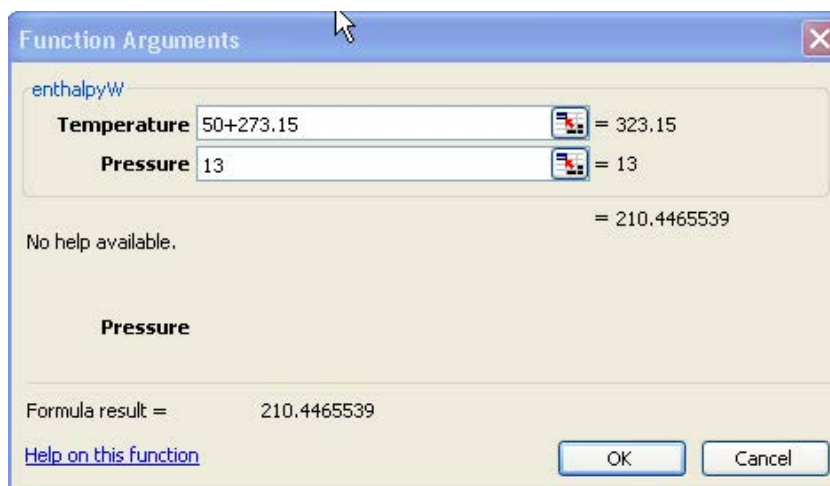 Function Arguments
enthalpyW
Temperature 50+273.15 = 323.15
Pressure 13 = 13
= 210.4465539
No help available.
Pressure
Formula result = 210.4465539
Help on this function OK Cancel